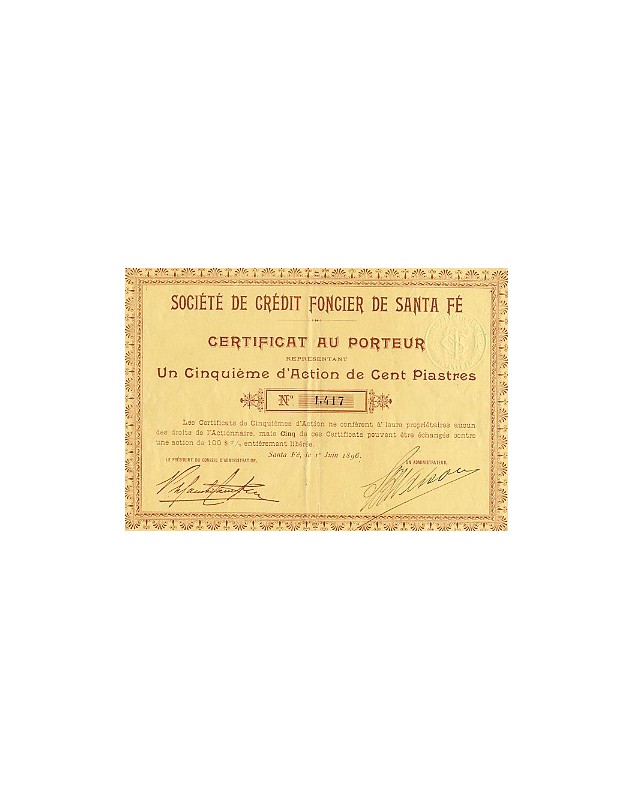 SOCIÉTÉ DE CRÉDIT FONCIER DE SANTA FÉ
CERTIFICAT AU PORTEUR
REPRÉSENTANT
Un Cinquième d'Action de Cent Piastres
Nº 1,417
Les Certificats de Cinquièmes d'Action ne confèrent à leurs propriétaires aucun
des droits de l'Actionnaire, mais Cinq de ces Certificats peuvent être échangés contre
une action de 100 $ entièrement libérée.
Santa Fé, le 1er Juin 1896.
LE PRÉSIDENT DU CONSEIL D'ADMINISTRATION,
UN ADMINISTRATEUR,